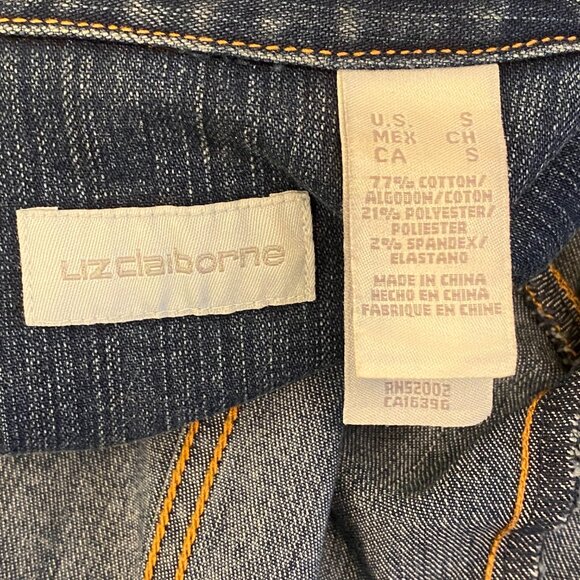 Lizclaiborne
U.S. S
MEX CH
CA S
77% COTTON/
ALGODON/COTON
21% POLYESTER/
POLIESTER
2% SPANDEX/
ELASTANO
MADE IN CHINA
HECHO EN CHINA
FABRIQUE EN CHINE
RN52002
CA16396